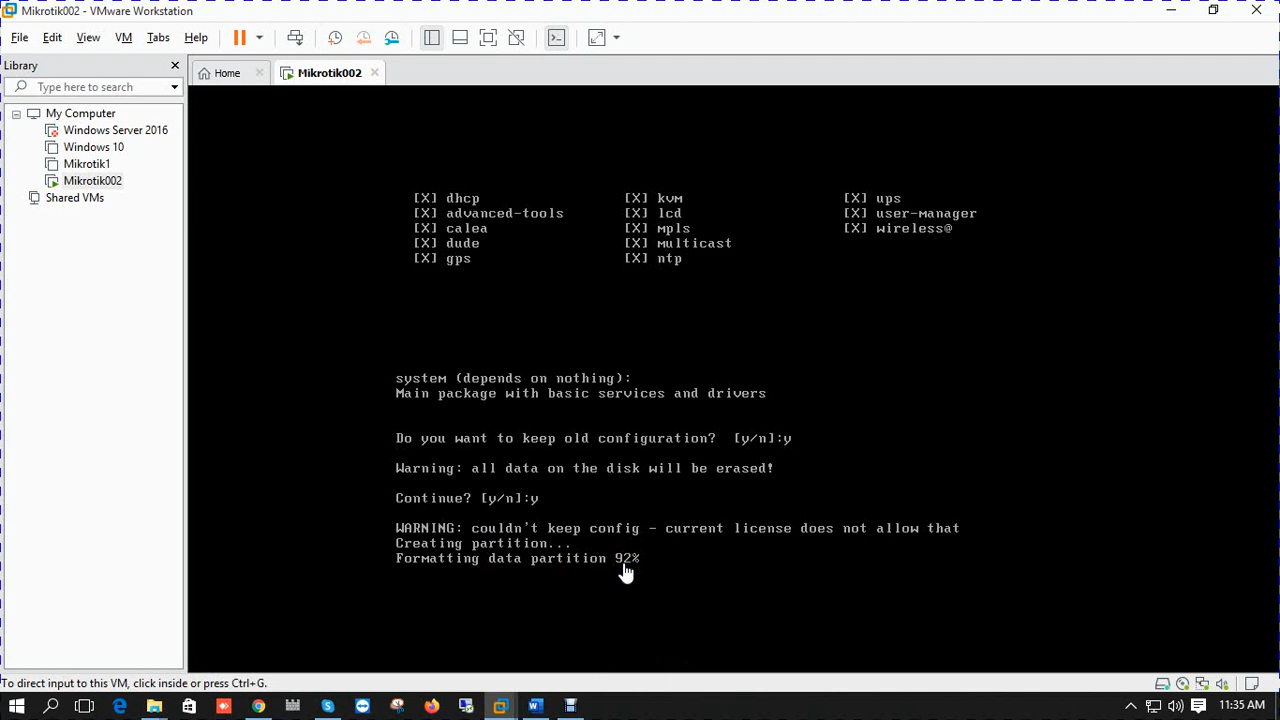 Mikrotik002 - VMware Workstation
File Edit View VM Tabs Help
Library
Type here to search
My Computer
Windows Server 2016
Windows 10
Mikrotik1
Mikrotik002
Shared VMs
Home
Mikrotik002
[X] dhcp [X] kvm [X] ups
[X] advanced-tools [X] lcd [X] user-manager
[X] calea [X] mpls [X] wireless@
[X] dude [X] multicast
[X] gps [X] ntp
system (depends on nothing):
Main package with basic services and drivers
Do you want to keep old configuration? [y/n]:y
Warning: all data on the disk will be erased!
Continue? [y/n]:y
WARNING: couldn't keep config - current license does not allow that
Creating partition...
Formatting data partition 92%
To direct input to this VM, click inside or press Ctrl+G.
11:35 AM